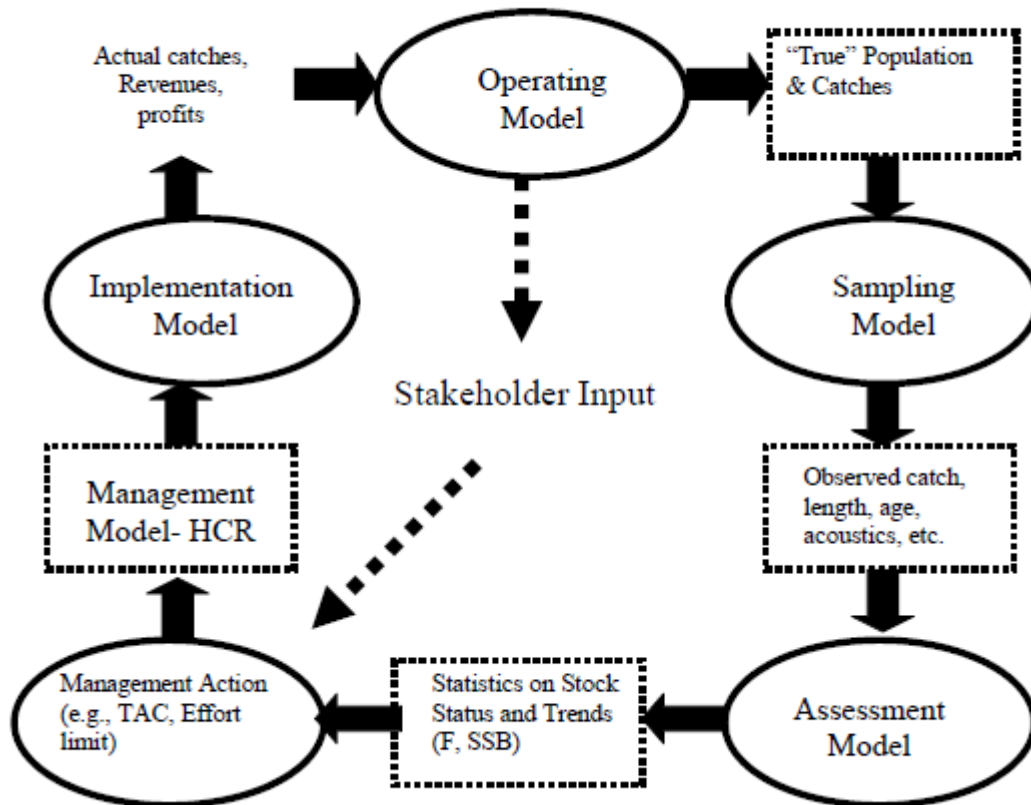 Actual catches,
Revenues,
profits
Operating
Model
“True” Population
& Catches
Implementation
Model
Sampling
Model
Stakeholder Input
Management
Model- HCR
Observed catch,
length, age,
acoustics, etc.
Management Action
(e.g., TAC, Effort
limit)
Statistics on Stock
Status and Trends
(F, SSB)
Assessment
Model